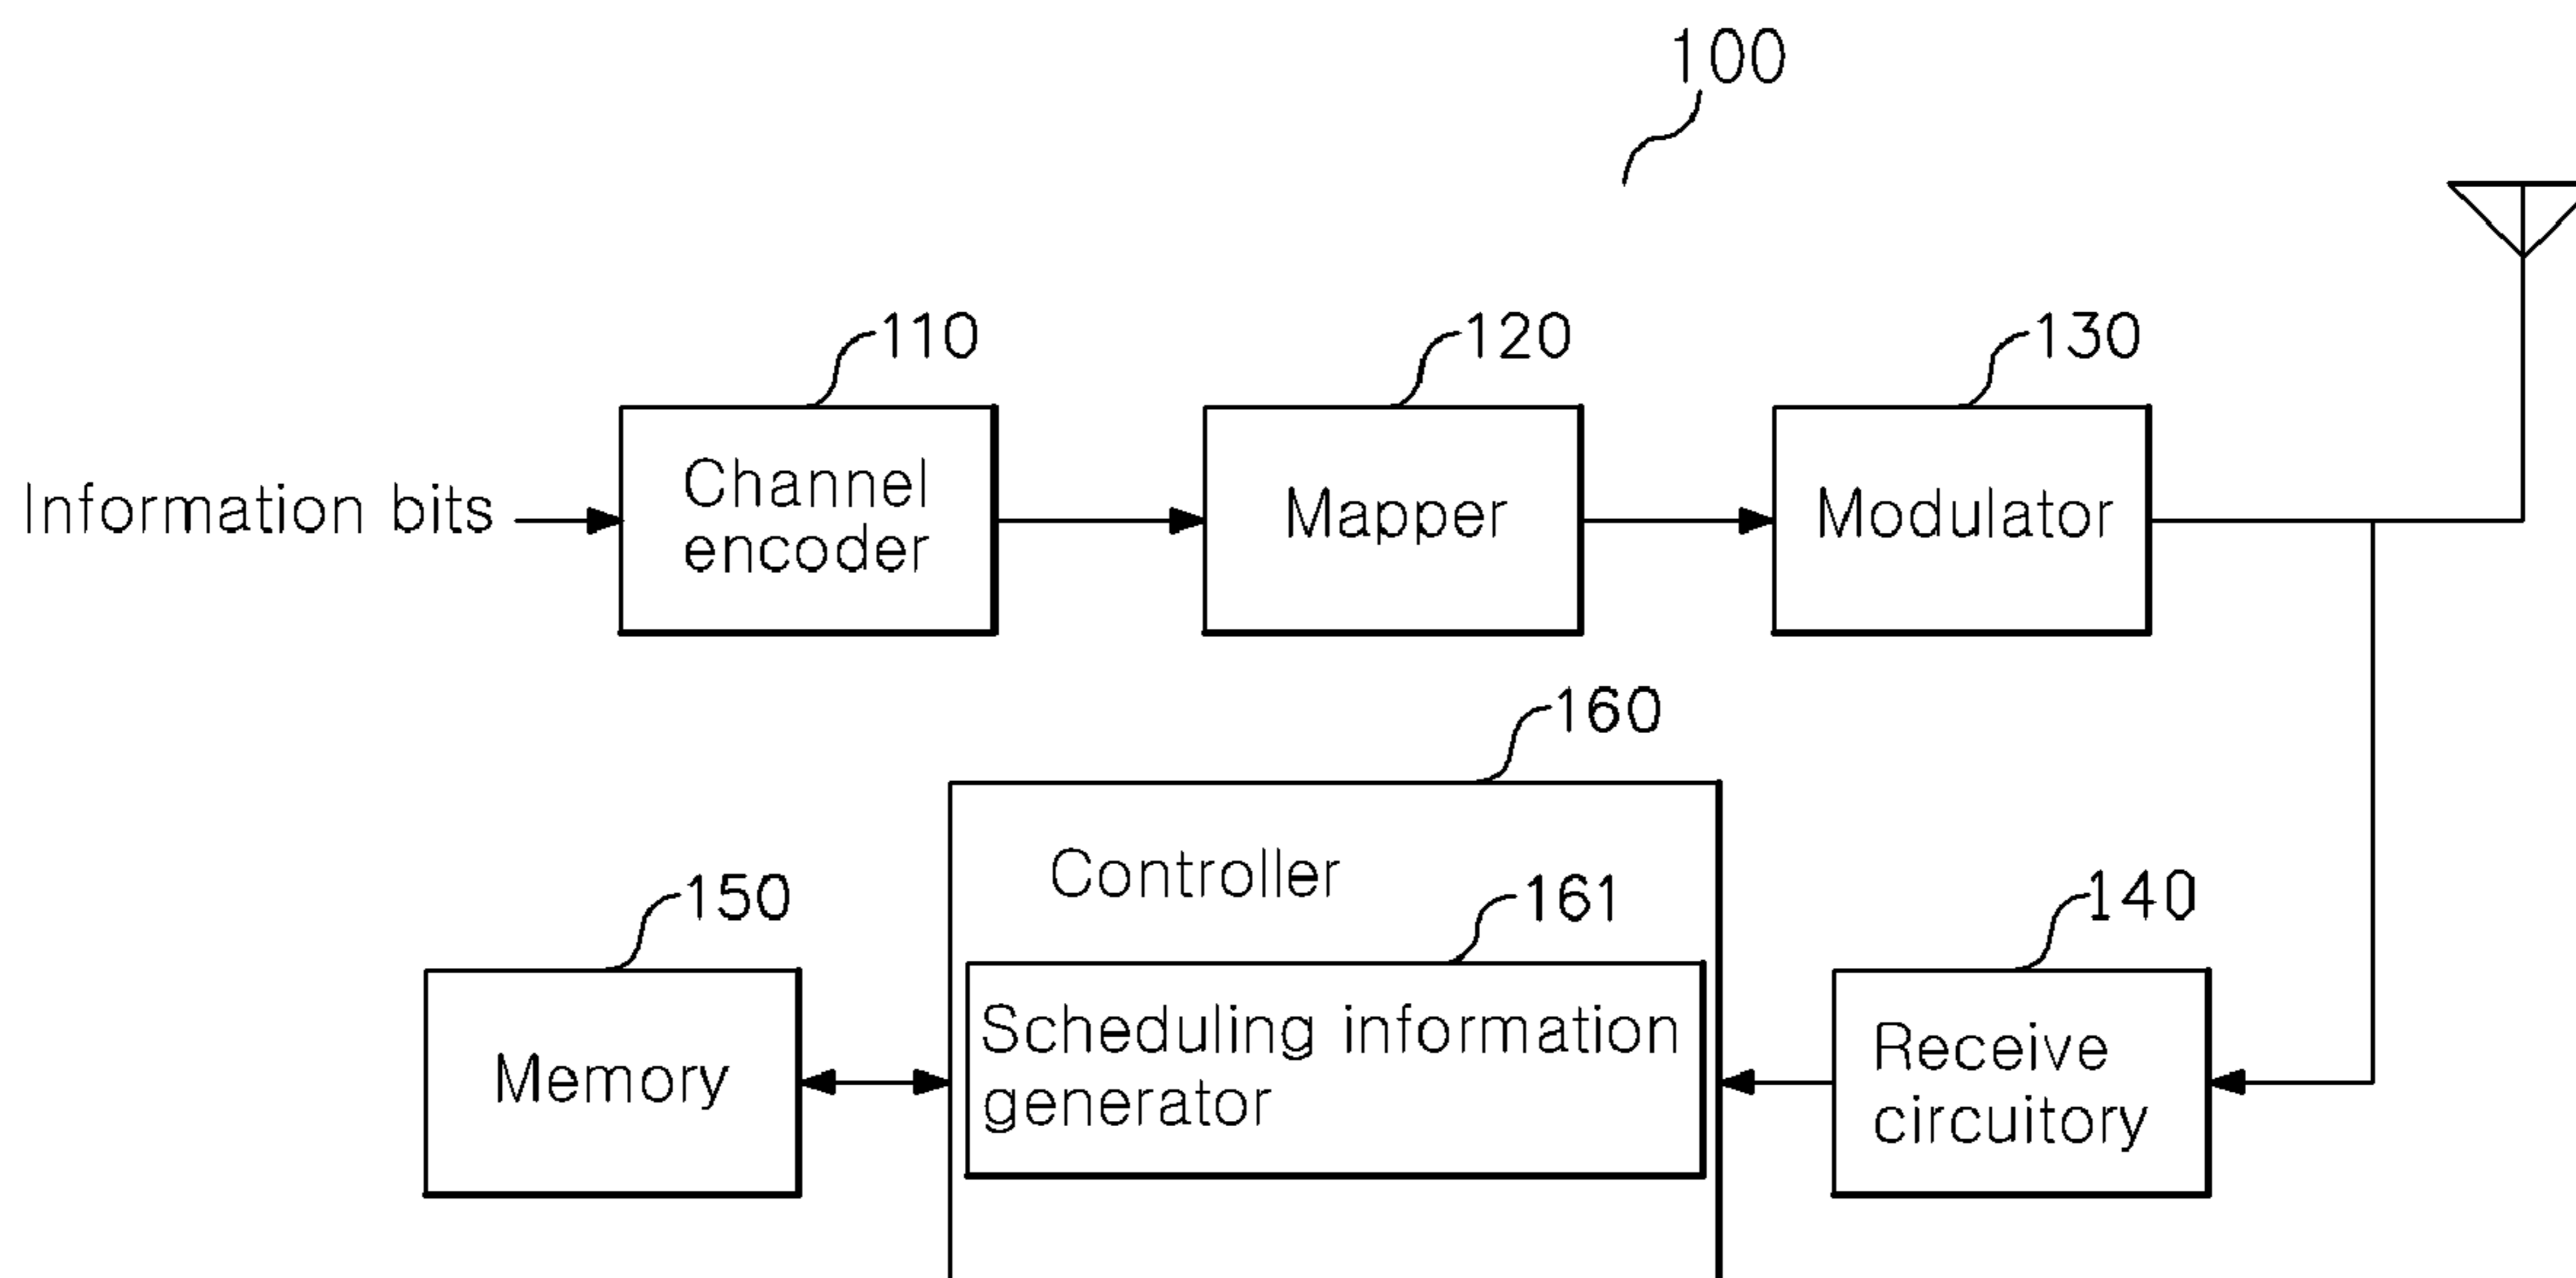 100
110
120
130
Information bits
Channel
encoder
Mapper
Modulator
160
Controller
150
161
140
Memory
Scheduling information
generator
Receive
circuitory